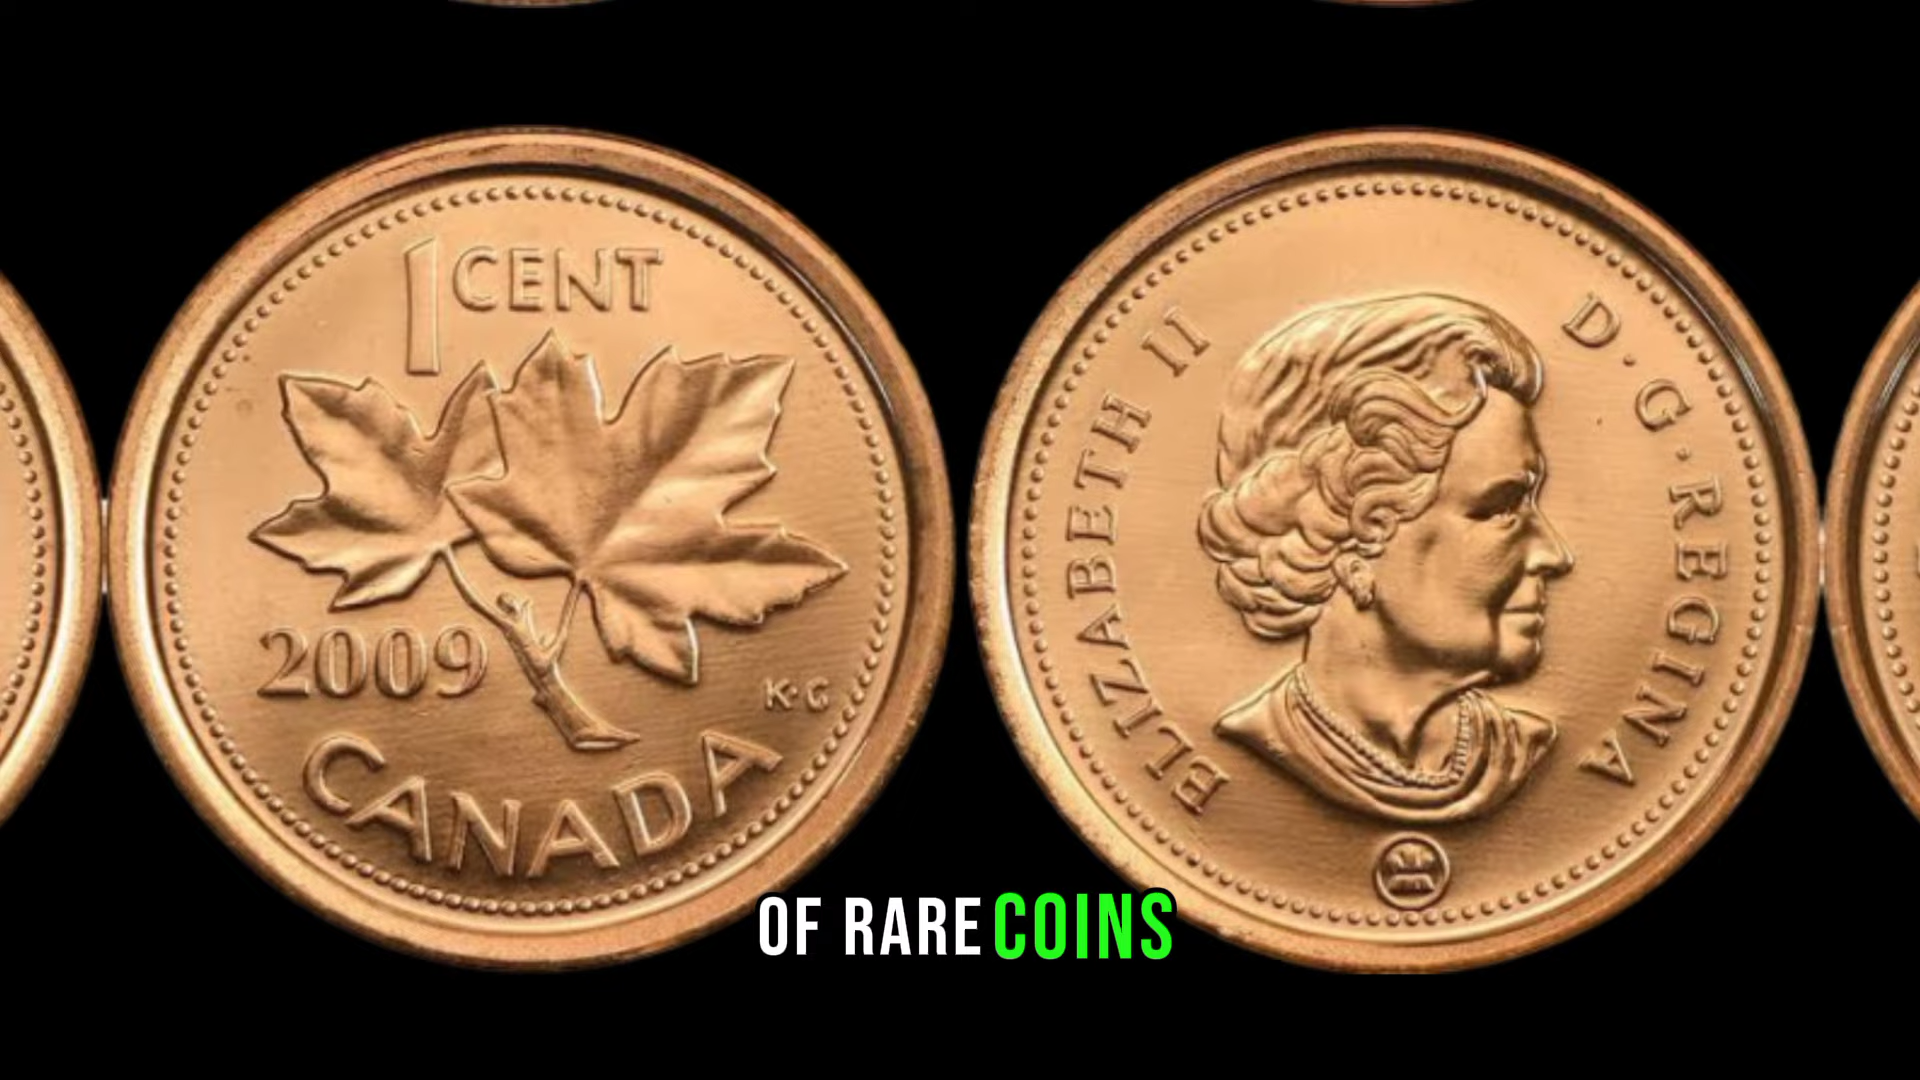 1 CENT
2009
K·G
CANADA
ELIZABETH II
D·G·REGINA
OF RARE COINS